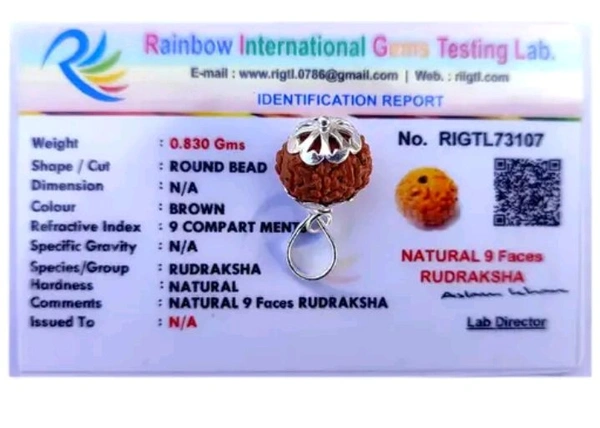 Rainbow International Gems Testing Lab.
E-mail : www.rigtl.0786@gmail.com | Web. : riigtl.com
IDENTIFICATION REPORT
No. RIGTL73107
Weight : 0.830 Gms
Shape / Cut : ROUND BEAD
Dimension : N/A
Colour : BROWN
Refractive Index : 9 COMPART MENT
Specific Gravity : N/A
Species/Group : RUDRAKSHA
Hardness : NATURAL
Comments : NATURAL 9 Faces RUDRAKSHA
Issued To : N/A
NATURAL 9 Faces
RUDRAKSHA
Lab Director